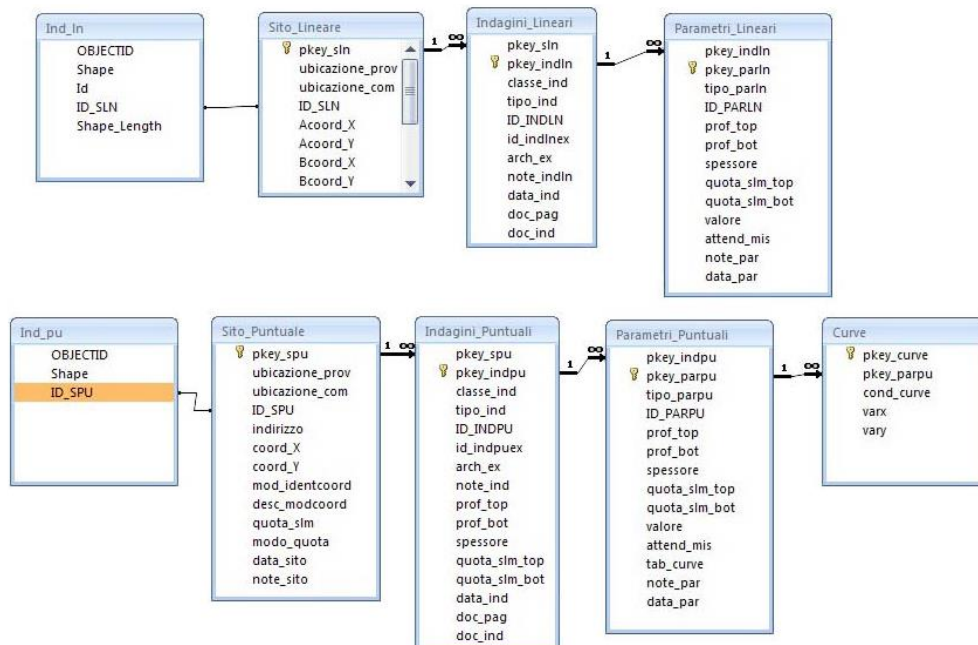 Ind_ln
OBJECTID
Shape
Id
ID_SLN
Shape_Length
Sito_Lineare
pkey_sln
ubicazione_prov
ubicazione_com
ID_SLN
Acoord_X
Acoord_Y
Bcoord_X
Bcoord_Y
1 ∞
Indagini_Lineari
pkey_sln
pkey_indln
classe_ind
tipo_ind
ID_INDLN
id_indlnex
arch_ex
note_indln
data_ind
doc_pag
doc_ind
1 ∞
Parametri_Lineari
pkey_indln
pkey_parln
tipo_parln
ID_PARLN
prof_top
prof_bot
spessore
quota_slm_top
quota_slm_bot
valore
attend_mis
note_par
data_par
Ind_pu
OBJECTID
Shape
ID_SPU
Sito_Puntuale
pkey_spu
ubicazione_prov
ubicazione_com
ID_SPU
indirizzo
coord_X
coord_Y
mod_identcoord
desc_modcoord
quota_slm
modo_quota
data_sito
note_sito
1 ∞
Indagini_Puntuali
pkey_spu
pkey_indpu
classe_ind
tipo_ind
ID_INDPU
id_indpuex
arch_ex
note_ind
prof_top
prof_bot
spessore
quota_slm_top
quota_slm_bot
data_ind
doc_pag
doc_ind
1 ∞
Parametri_Puntuali
pkey_indpu
pkey_parpu
tipo_parpu
ID_PARPU
prof_top
prof_bot
spessore
quota_slm_top
quota_slm_bot
valore
attend_mis
tab_curve
note_par
data_par
1 ∞
Curve
pkey_curve
pkey_parpu
cond_curve
varx
vary